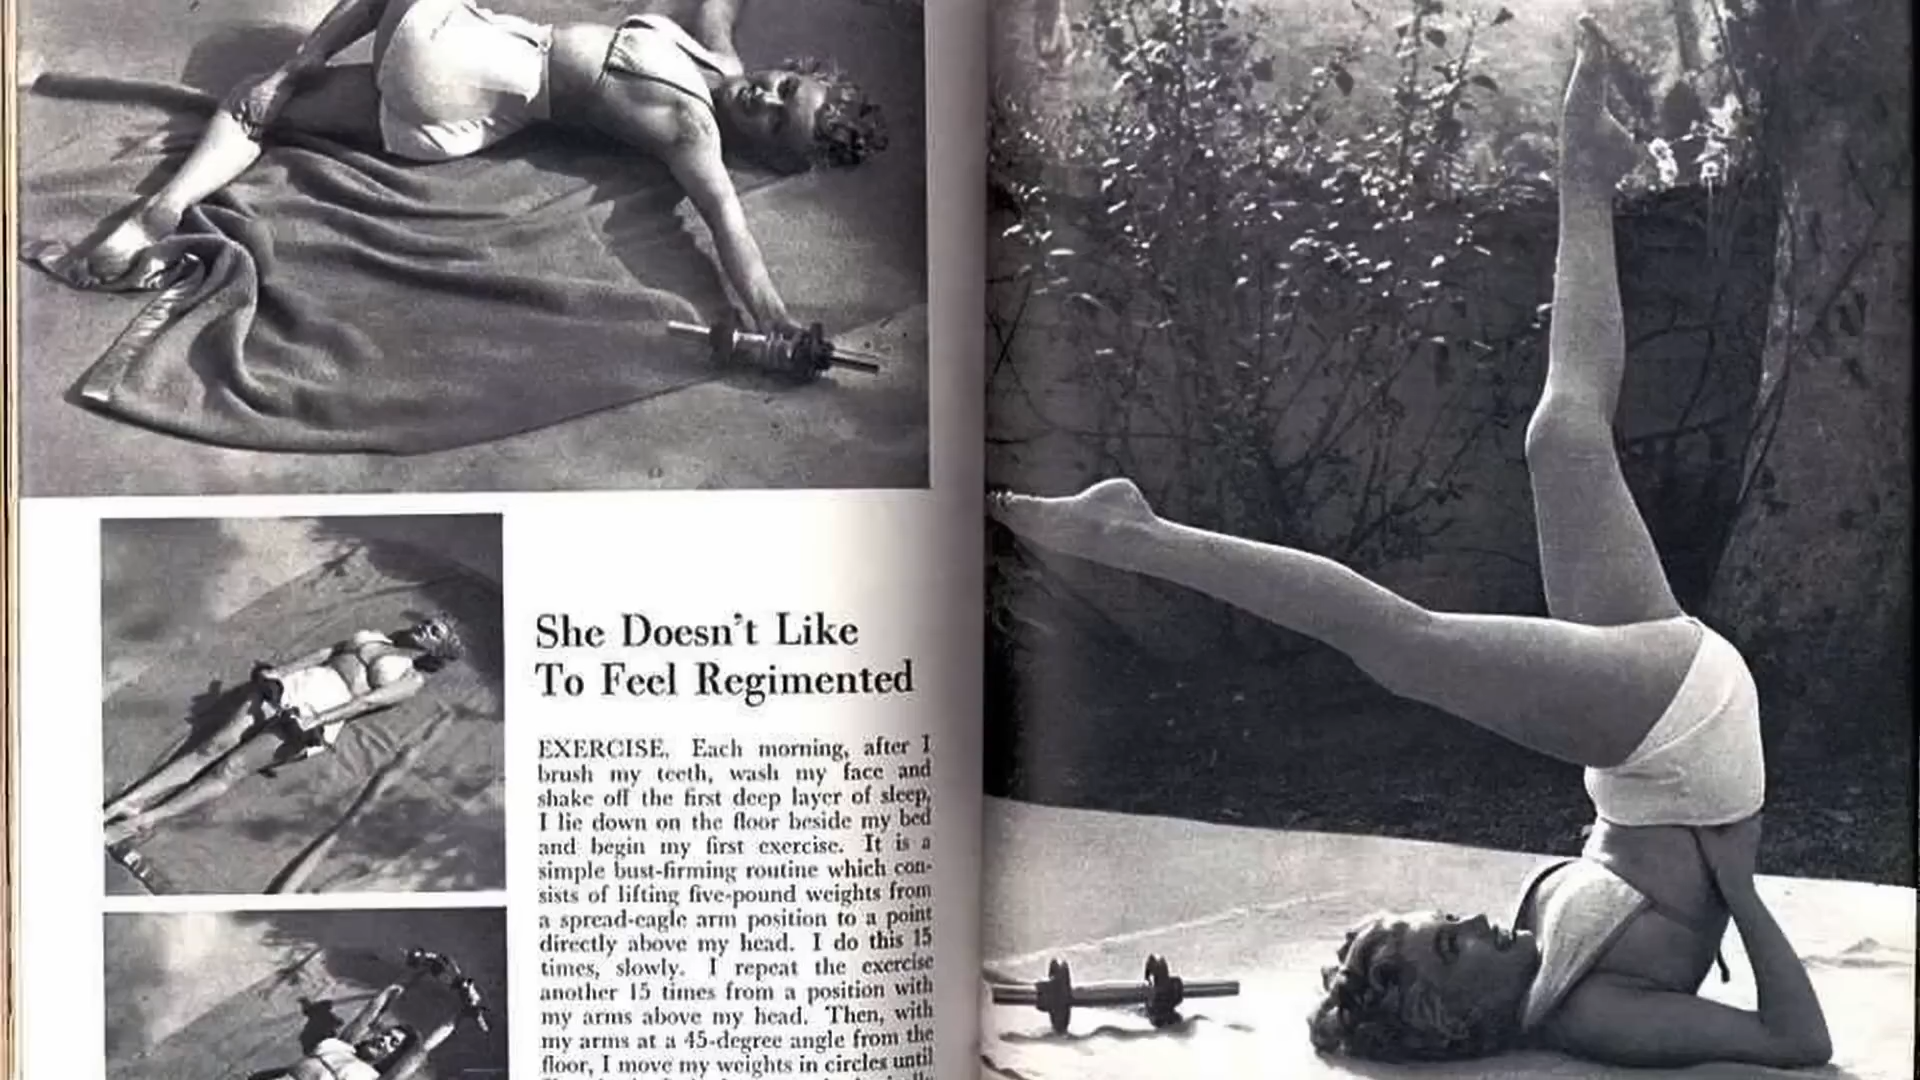 She Doesn't Like
To Feel Regimented
EXERCISE. Each morning, after I
brush my teeth, wash my face and
shake off the first deep layer of sleep,
I lie down on the floor beside my bed
and begin my first exercise. It is a
simple bust-firming routine which con-
sists of lifting five-pound weights from
a spread-eagle arm position to a point
directly above my head. I do this 15
times, slowly. I repeat the exercise
another 15 times from a position with
my arms above my head. Then, with
my arms at a 45-degree angle from the
floor, I move my weights in circles until